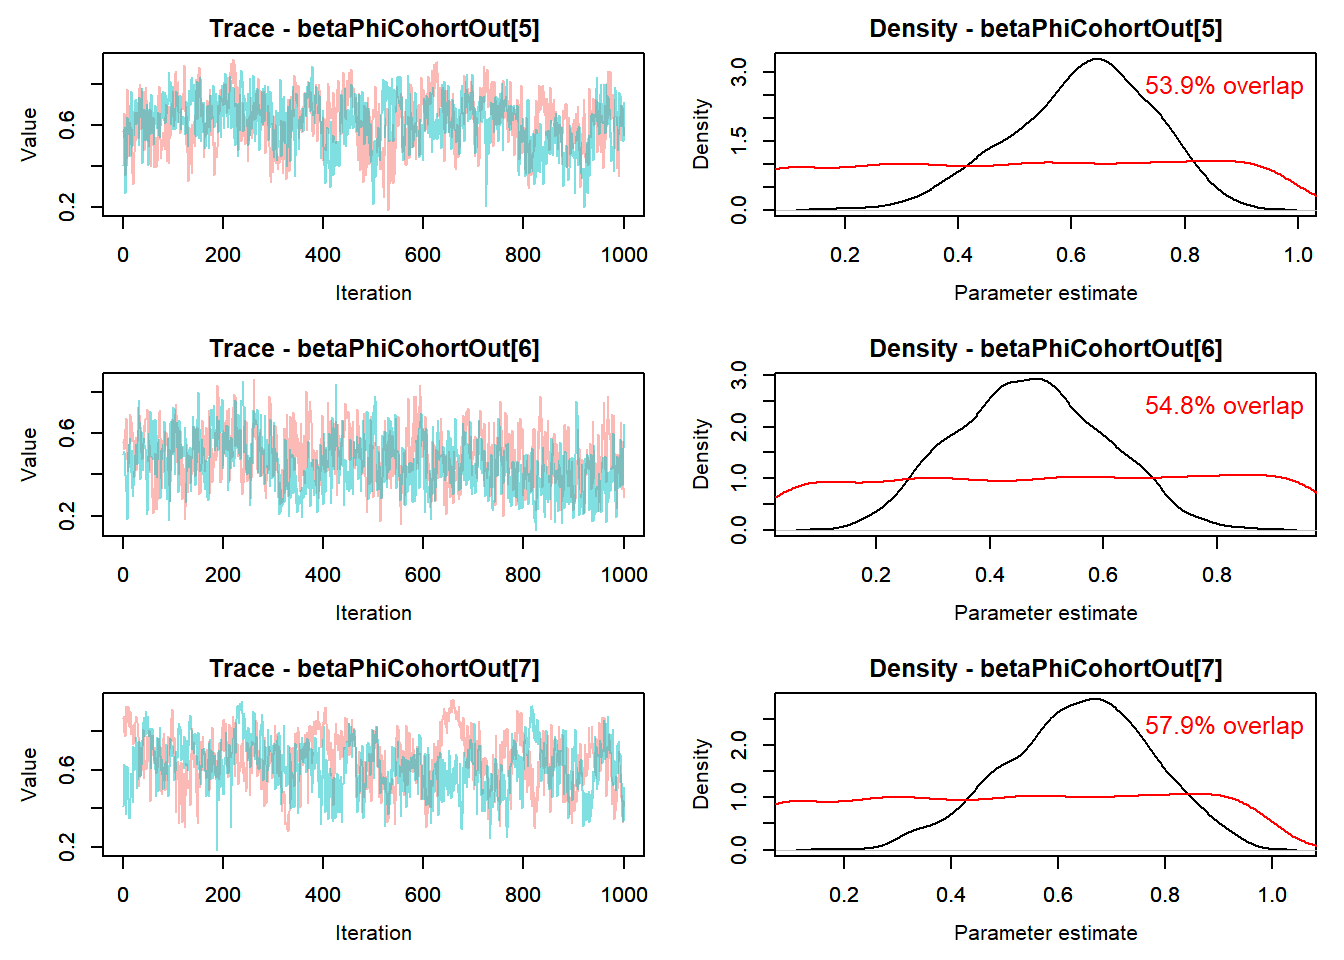 Trace - betaPhiCohortOut[5]
Value
0.2
0.6
0
200
400
600
800
1000
Iteration
Density - betaPhiCohortOut[5]
53.9% overlap
Density
0.0
1.5
3.0
0.2
0.4
0.6
0.8
1.0
Parameter estimate
Trace - betaPhiCohortOut[6]
Value
0.2
0.6
0
200
400
600
800
1000
Iteration
Density - betaPhiCohortOut[6]
54.8% overlap
Density
0.0
1.0
2.0
3.0
0.2
0.4
0.6
0.8
Parameter estimate
Trace - betaPhiCohortOut[7]
Value
0.2
0.6
0
200
400
600
800
1000
Iteration
Density - betaPhiCohortOut[7]
57.9% overlap
Density
0.0
1.0
2.0
0.2
0.4
0.6
0.8
1.0
Parameter estimate